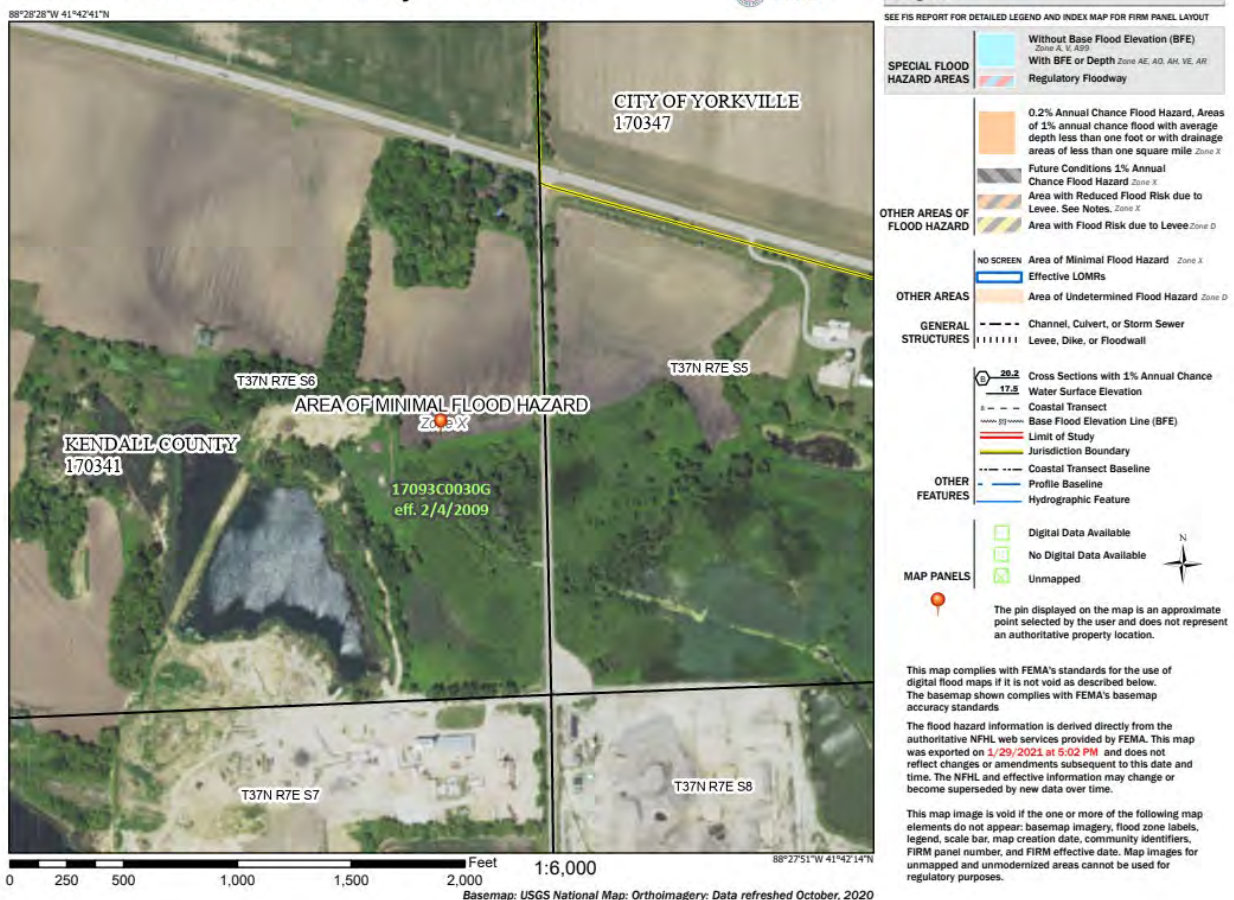 88°28'28"W 41°42'41"N
CITY OF YORKVILLE
170347
T37N R7E S6
T37N R7E S5
AREA OF MINIMAL FLOOD HAZARD
Zone X
KENDALL COUNTY
170341
17093C0030G
eff. 2/4/2009
T37N R7E S7
T37N R7E S8
0 250 500 1,000 1,500 2,000
Feet
1:6,000
88°27'51"W 41°42'14"N
Basemap: USGS National Map: Orthoimagery: Data refreshed October, 2020
SEE FIS REPORT FOR DETAILED LEGEND AND INDEX MAP FOR FIRM PANEL LAYOUT
SPECIAL FLOOD
HAZARD AREAS
Without Base Flood Elevation (BFE)
Zone A, V, A99
With BFE or Depth Zone AE, AO, AH, VE, AR
Regulatory Floodway
OTHER AREAS OF
FLOOD HAZARD
0.2% Annual Chance Flood Hazard, Areas
of 1% annual chance flood with average
depth less than one foot or with drainage
areas of less than one square mile Zone X
Future Conditions 1% Annual
Chance Flood Hazard Zone X
Area with Reduced Flood Risk due to
Levee. See Notes. Zone X
Area with Flood Risk due to Levee Zone D
OTHER AREAS
NO SCREEN Area of Minimal Flood Hazard Zone X
Effective LOMRs
Area of Undetermined Flood Hazard Zone D
GENERAL
STRUCTURES
Channel, Culvert, or Storm Sewer
Levee, Dike, or Floodwall
OTHER
FEATURES
B 20.2 Cross Sections with 1% Annual Chance
17.5 Water Surface Elevation
8 Coastal Transect
513 Base Flood Elevation Line (BFE)
Limit of Study
Jurisdiction Boundary
Coastal Transect Baseline
Profile Baseline
Hydrographic Feature
MAP PANELS
Digital Data Available
No Digital Data Available
Unmapped
N
The pin displayed on the map is an approximate
point selected by the user and does not represent
an authoritative property location.
This map complies with FEMA's standards for the use of
digital flood maps if it is not void as described below.
The basemap shown complies with FEMA's basemap
accuracy standards
The flood hazard information is derived directly from the
authoritative NFHL web services provided by FEMA. This map
was exported on 1/29/2021 at 5:02 PM and does not
reflect changes or amendments subsequent to this date and
time. The NFHL and effective information may change or
become superseded by new data over time.
This map image is void if the one or more of the following map
elements do not appear: basemap imagery, flood zone labels,
legend, scale bar, map creation date, community identifiers,
FIRM panel number, and FIRM effective date. Map images for
unmapped and unmodernized areas cannot be used for
regulatory purposes.